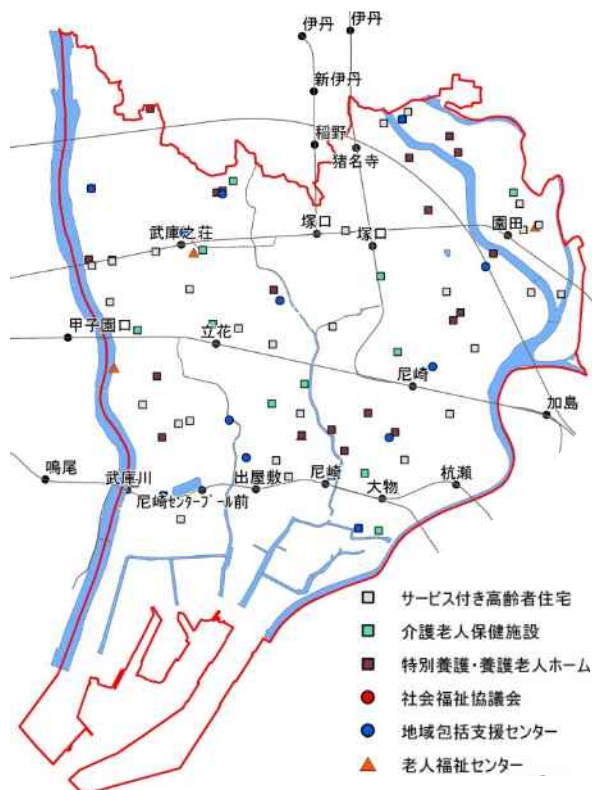 伊丹
伊丹
新伊丹
稲野
猪名寺
武庫之荘
塚口
塚口
園田
甲子園口
立花
尼崎
加島
鳴尾
武庫川
尼崎センタープール前
出屋敷
尼崎
大物
杭瀬
サービス付き高齢者住宅
介護老人保健施設
特別養護・養護老人ホーム
社会福祉協議会
地域包括支援センター
老人福祉センター